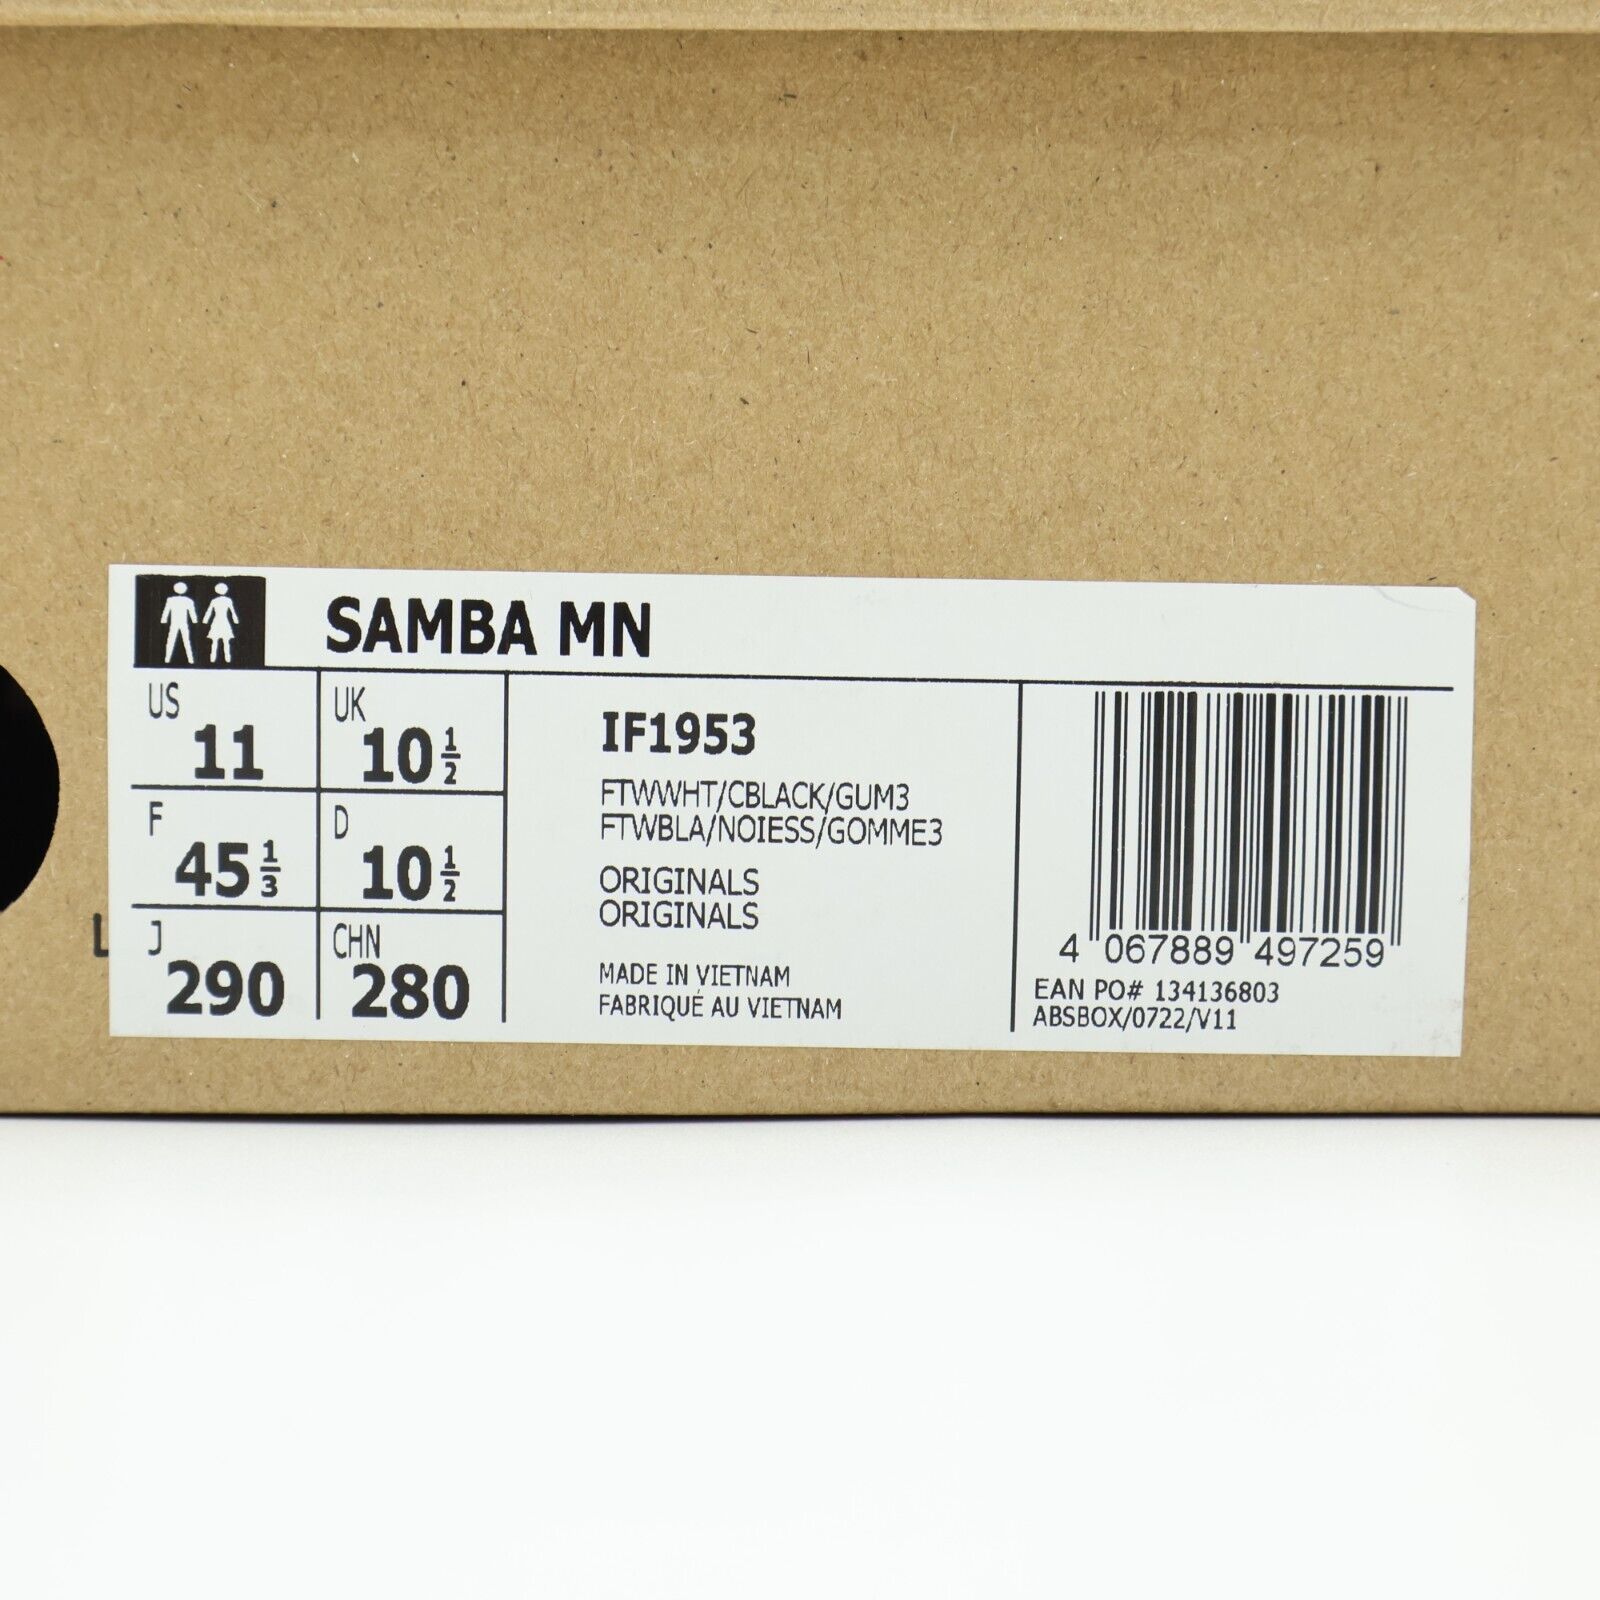 SAMBA MN
US 11 UK 10 1/2
F 45 1/3 D 10 1/2
J 290 CHN 280
IF1953
FTWWHT/CBLACK/GUM3
FTWBLA/NOIESS/GOMME3
ORIGINALS
ORIGINALS
MADE IN VIETNAM
FABRIQUÉ AU VIETNAM
4 067889 497259
EAN PO# 134136803
ABSBOX/0722/V11